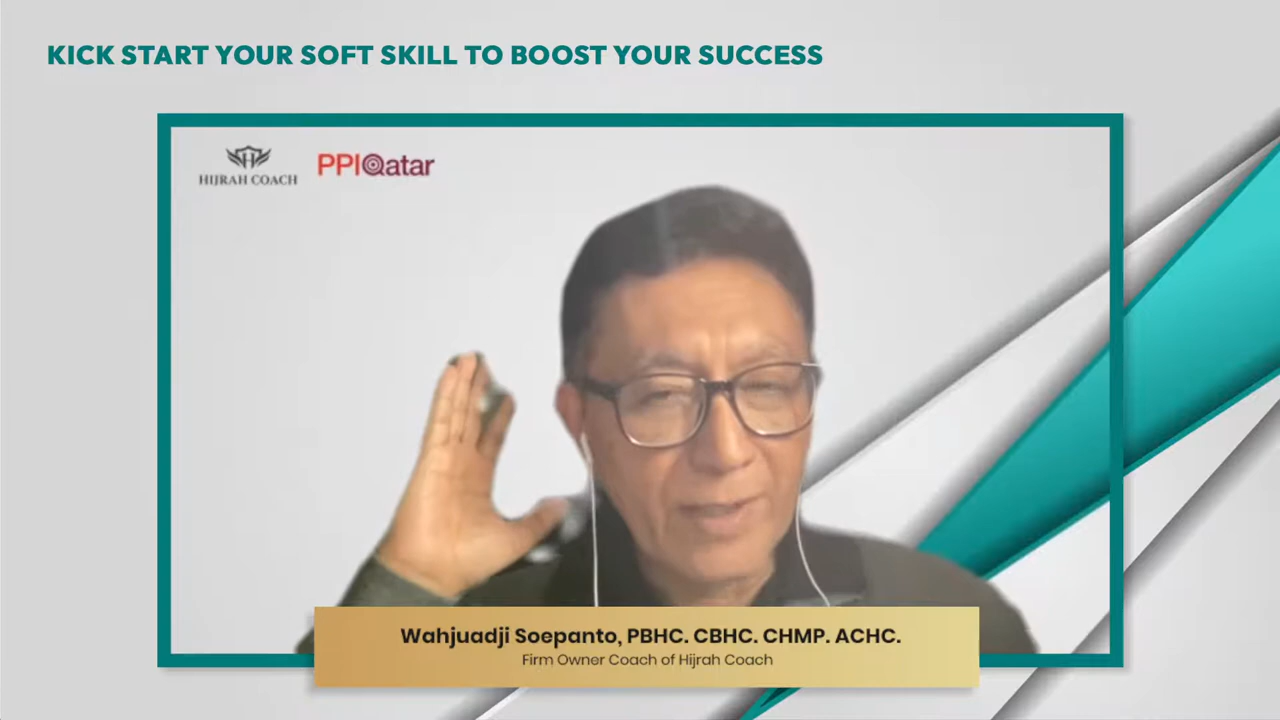 KICK START YOUR SOFT SKILL TO BOOST YOUR SUCCESS
HIJRAH COACH
PPIQatar
Wahjuadji Soepanto, PBHC. CBHC. CHMP. ACHC.
Firm Owner Coach of Hijrah Coach